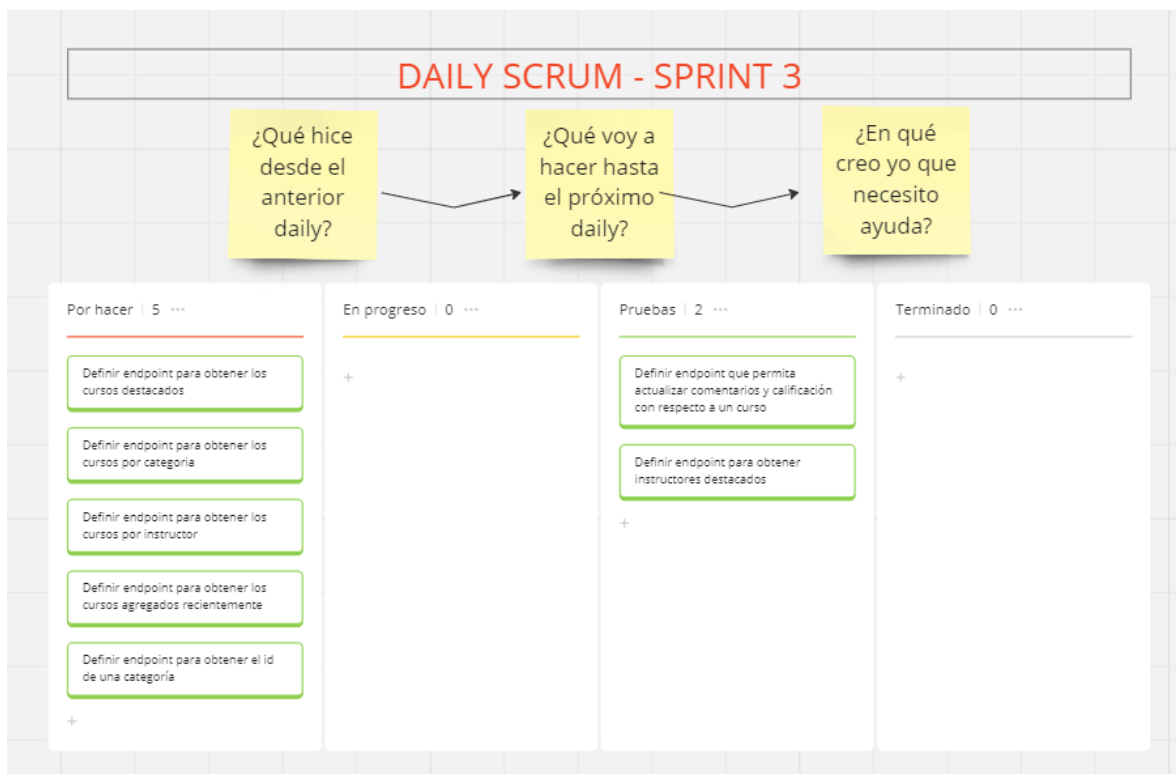 DAILY SCRUM - SPRINT 3
¿Qué hice
desde el
anterior
daily?
¿Qué voy a
hacer hasta
el próximo
daily?
¿En qué
creo yo que
necesito
ayuda?
Por hacer | 5 ···
Definir endpoint para obtener los
cursos destacados
Definir endpoint para obtener los
cursos por categoria
Definir endpoint para obtener los
cursos por instructor
Definir endpoint para obtener los
cursos agregados recientemente
Definir endpoint para obtener el id
de una categoría
+
En progreso | 0 ···
+
Pruebas | 2 ···
Definir endpoint que permita
actualizar comentarios y calificación
con respecto a un curso
Definir endpoint para obtener
instructores destacados
+
Terminado | 0 ···
+